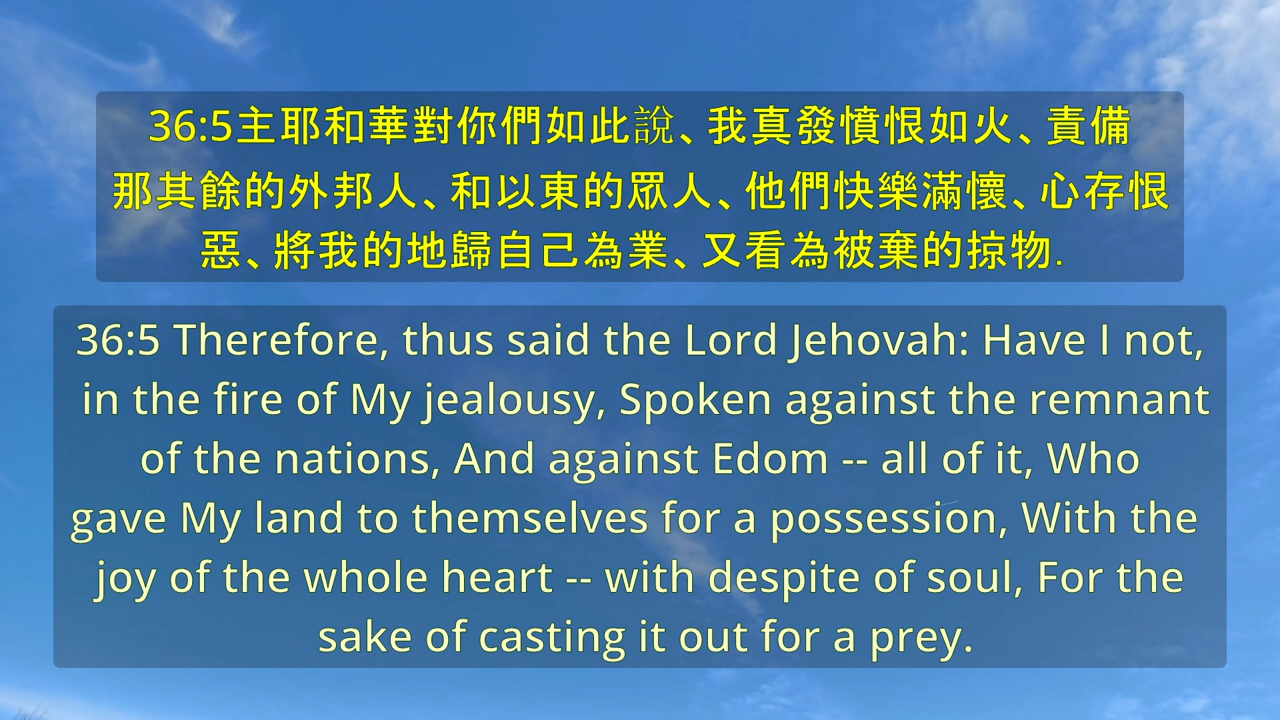 36:5主耶和華對你們如此說、我真發憤恨如火、責備
那其餘的外邦人、和以東的眾人、他們快樂滿懷、心存恨
惡、將我的地歸自己為業、又看為被棄的掠物.
36:5 Therefore, thus said the Lord Jehovah: Have I not,
in the fire of My jealousy, Spoken against the remnant
of the nations, And against Edom -- all of it, Who
gave My land to themselves for a possession, With the
joy of the whole heart -- with despite of soul, For the
sake of casting it out for a prey.